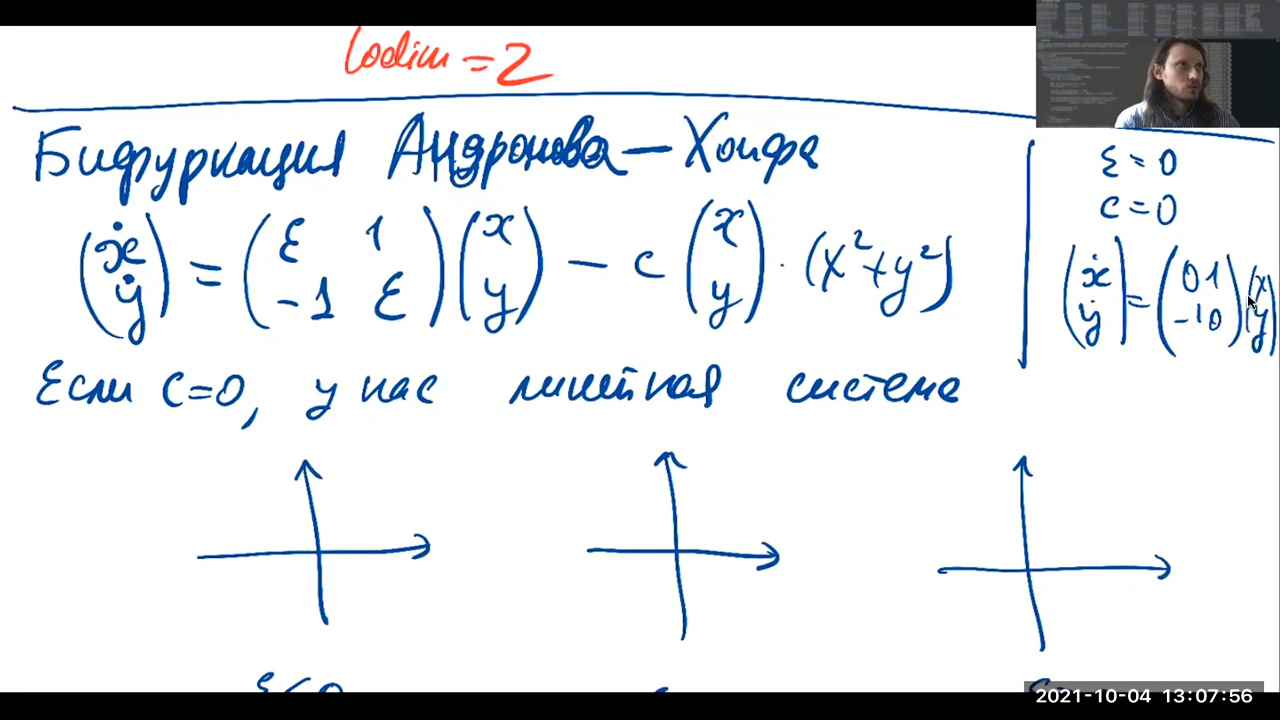 Codim = 2
Бифуркация Андронова – Хопфа
(ẋ ẏ) = (ε 1 -1 ε)(x y) - c (x y) · (x²+y²)
ε = 0
c = 0
(ẋ ẏ) = (0 1 -1 0)(x y)
Если c=0, у нас линейная система
ε<0
2021-10-04 13:07:56